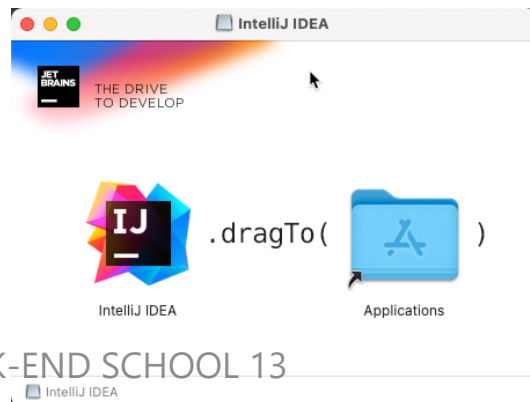 IntelliJ IDEA
JET
BRAINS
THE DRIVE
TO DEVELOP
IJ
.dragTo( )
IntelliJ IDEA Applications
K-END SCHOOL 13
IntelliJ IDEA